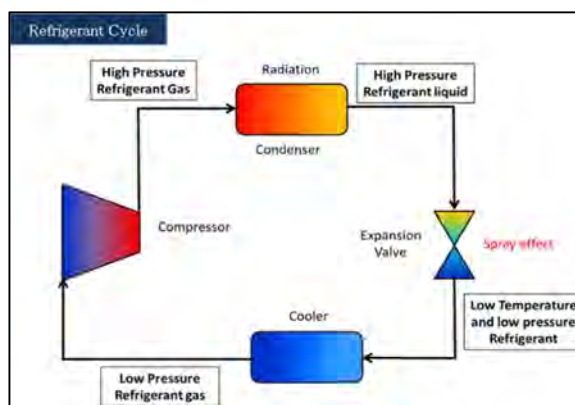 Refrigerant Cycle
High Pressure
Refrigerant Gas
Radiation
High Pressure
Refrigerant liquid
Condenser
Compressor
Expansion
Valve
Spray effect
Cooler
Low Temperature
and low pressure
Refrigerant
Low Pressure
Refrigerant gas